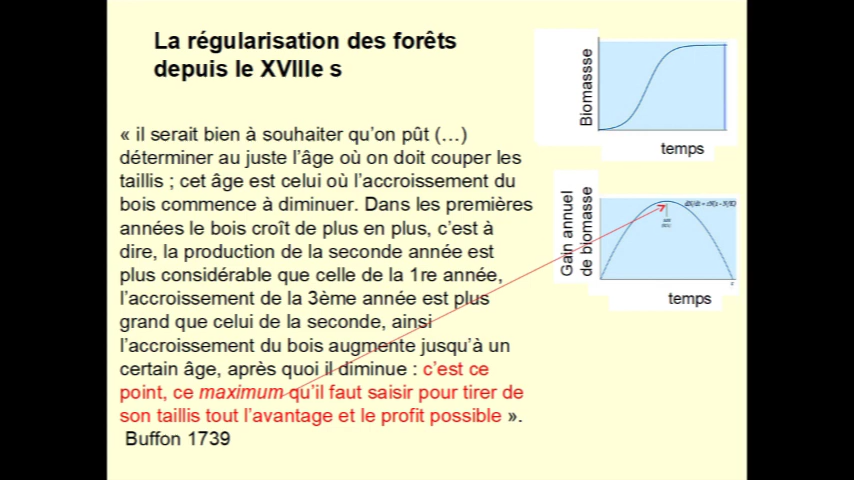 La régularisation des forêts
depuis le XVIIIe s
« il serait bien à souhaiter qu'on pût (…)
déterminer au juste l'âge où on doit couper les
taillis ; cet âge est celui où l'accroissement du
bois commence à diminuer. Dans les premières
années le bois croît de plus en plus, c'est à
dire, la production de la seconde année est
plus considérable que celle de la 1re année,
l'accroissement de la 3ème année est plus
grand que celui de la seconde, ainsi
l'accroissement du bois augmente jusqu'à un
certain âge, après quoi il diminue : c'est ce
point, ce maximum qu'il faut saisir pour tirer de
son taillis tout l'avantage et le profit possible ».
Buffon 1739
Biomassse
temps
Gain annuel
de biomasse
temps